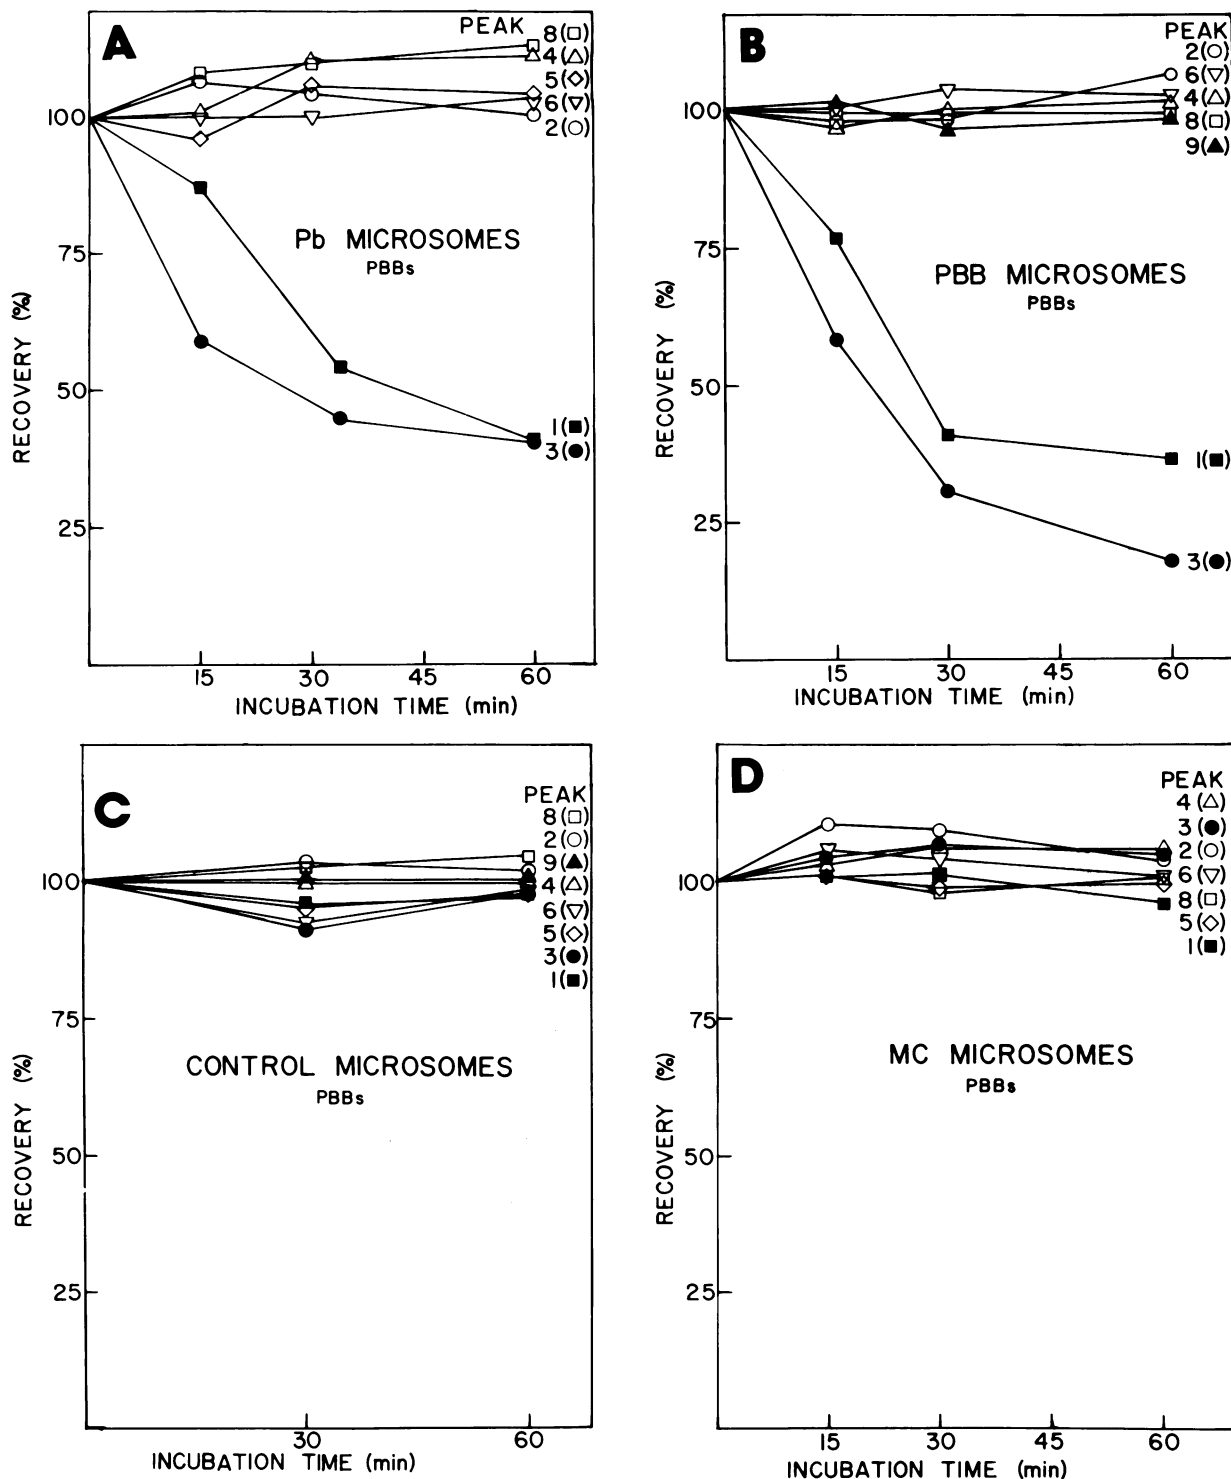 A
PEAK 8(□)
4(△)
5(◇)
6(▽)
2(○)
100
75
50
25
Pb MICROSOMES
PBBs
1(■)
3(●)
RECOVERY (%)
15 30 45 60
INCUBATION TIME (min)
B
PEAK
2(○)
6(▽)
4(△)
8(□)
9(▲)
100
75
50
25
PBB MICROSOMES
PBBs
1(■)
3(●)
RECOVERY (%)
15 30 45 60
INCUBATION TIME (min)
C
PEAK
8(□)
2(○)
9(▲)
4(△)
6(▽)
5(◇)
3(●)
1(■)
100
75
50
25
CONTROL MICROSOMES
PBBs
RECOVERY (%)
30 60
INCUBATION TIME (min)
D
PEAK
4(△)
3(●)
2(○)
6(▽)
8(□)
5(◇)
1(■)
100
75
50
25
MC MICROSOMES
PBBs
RECOVERY (%)
15 30 45 60
INCUBATION TIME (min)